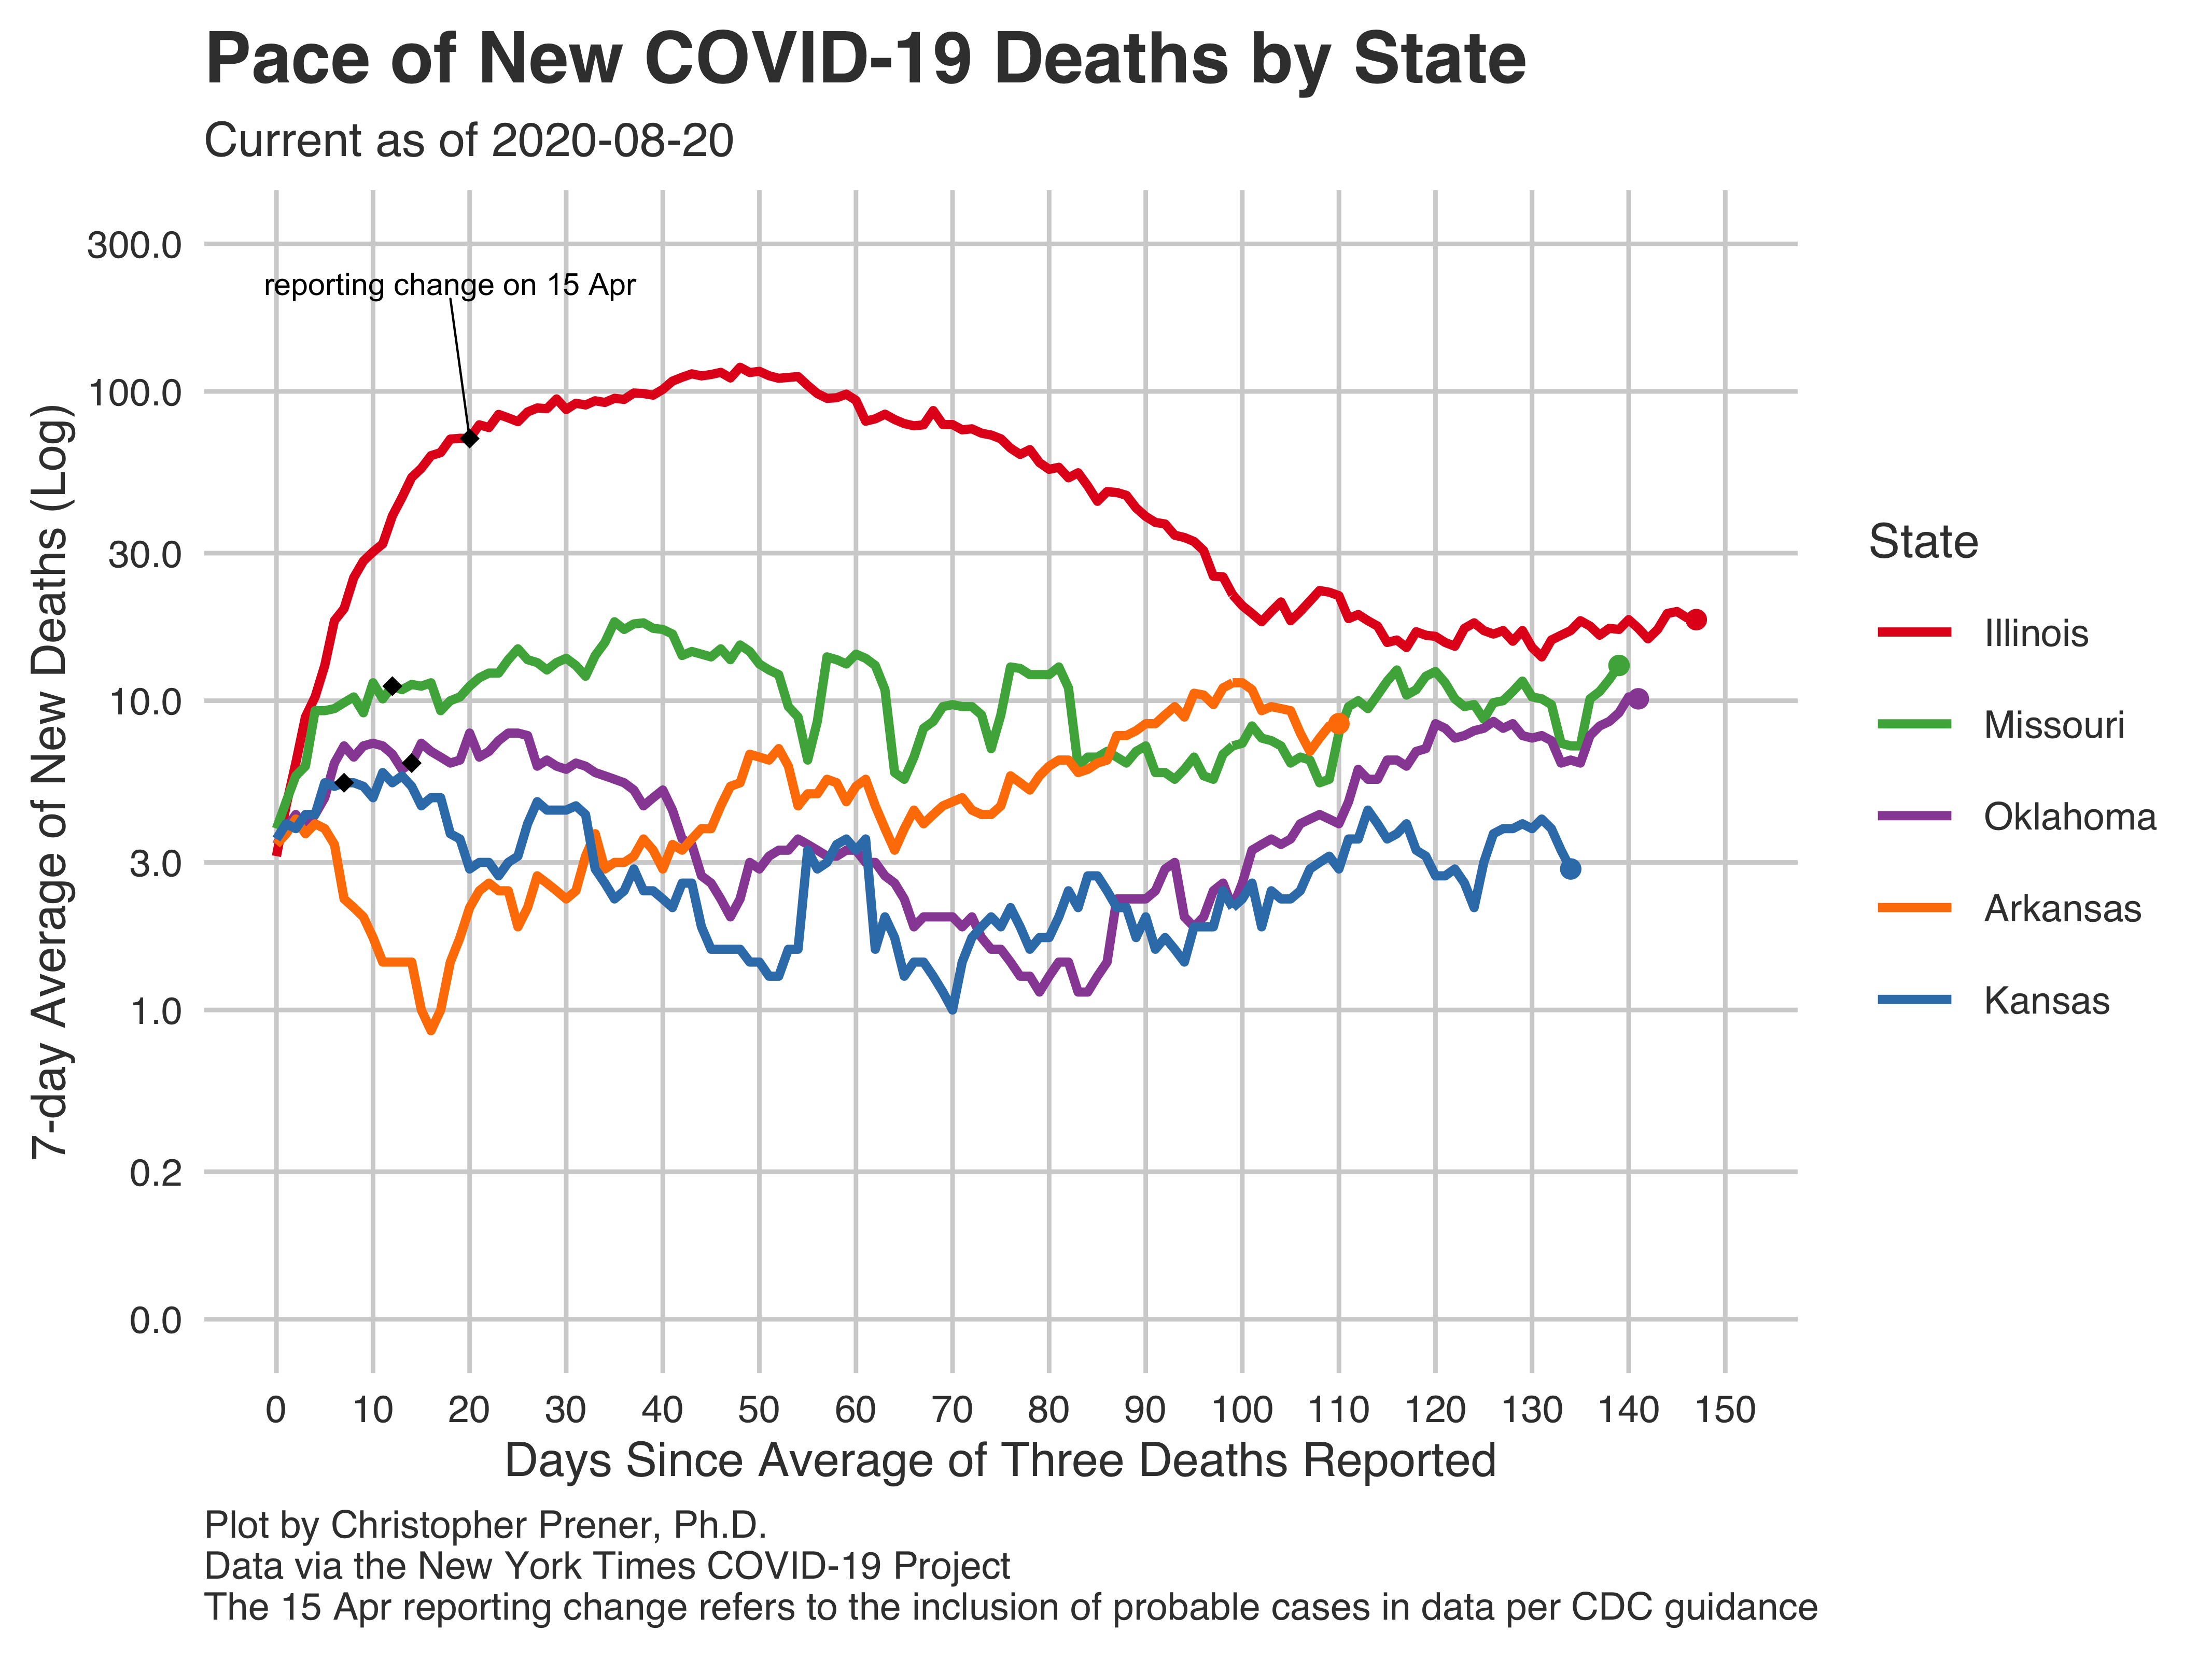 Pace of New COVID-19 Deaths by State
Current as of 2020-08-20
300.0
reporting change on 15 Apr
100.0
30.0
10.0
3.0
1.0
0.2
0.0
7-day Average of New Deaths (Log)
0 10 20 30 40 50 60 70 80 90 100 110 120 130 140 150
Days Since Average of Three Deaths Reported
State
Illinois
Missouri
Oklahoma
Arkansas
Kansas
Plot by Christopher Prener, Ph.D.
Data via the New York Times COVID-19 Project
The 15 Apr reporting change refers to the inclusion of probable cases in data per CDC guidance